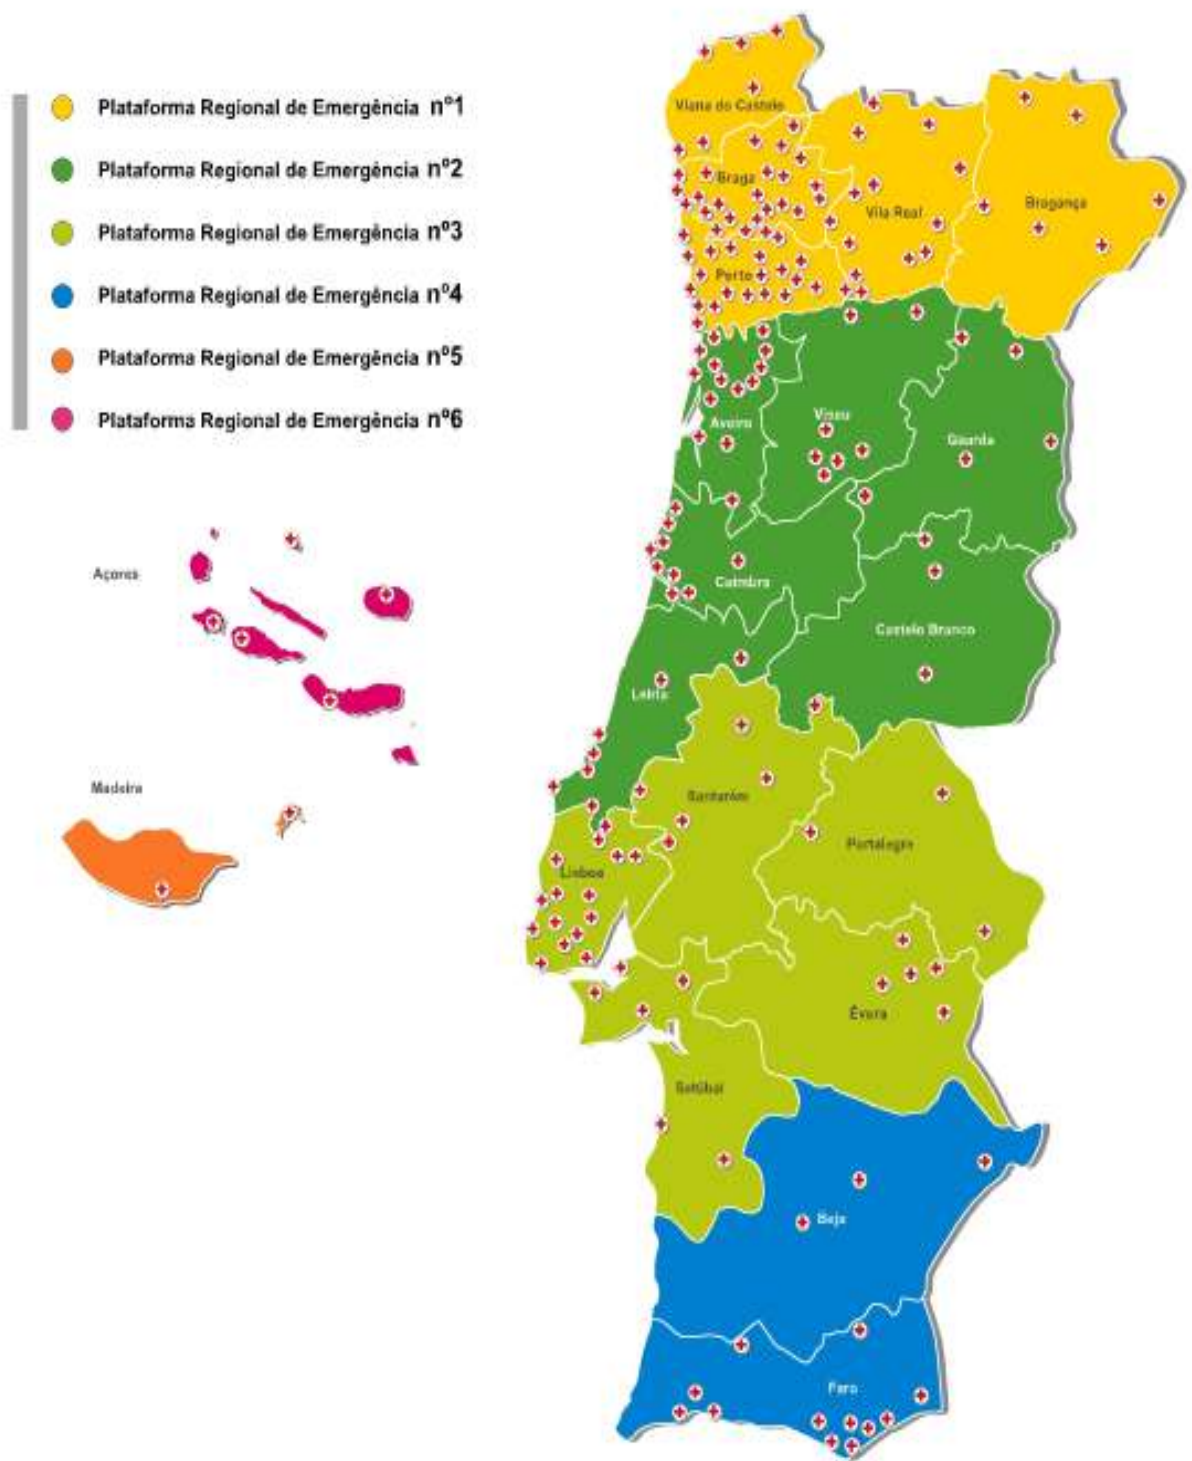 Plataforma Regional de Emergência nº1
Plataforma Regional de Emergência nº2
Plataforma Regional de Emergência nº3
Plataforma Regional de Emergência nº4
Plataforma Regional de Emergência nº5
Plataforma Regional de Emergência nº6
Viana do Castelo
Braga
Vila Real
Bragança
Porto
Aveiro
Viseu
Guarda
Açores
Coimbra
Castelo Branco
Leiria
Madeira
Santarém
Portalegre
Lisboa
Évora
Setúbal
Beja
Faro